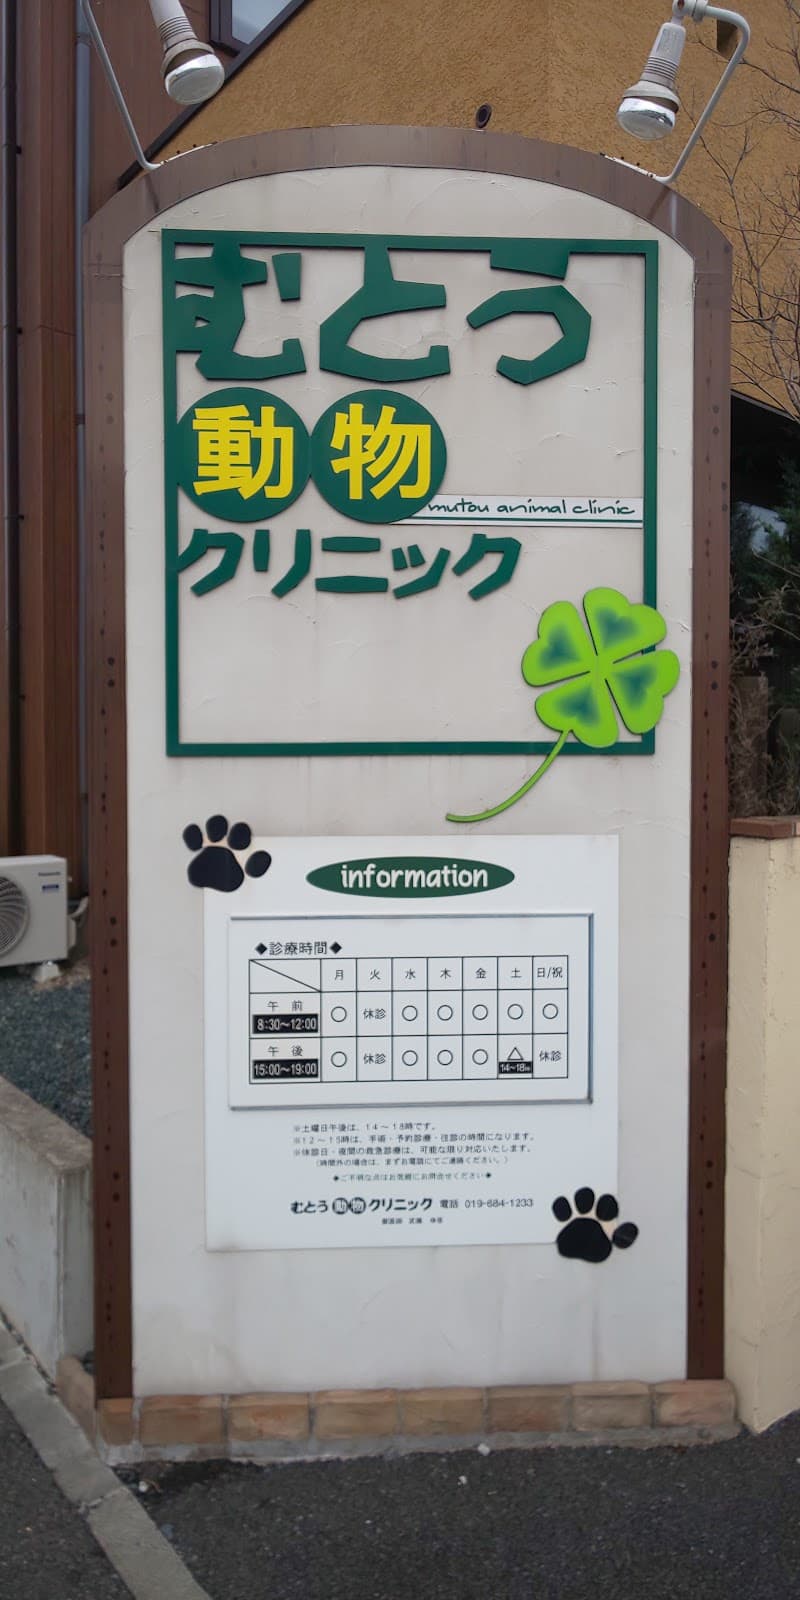 むとう
動物
mutou animal clinic
クリニック
information
◆診療時間◆
月 火 水 木 金 土 日/祝
午前 8:30～12:00 ○ 休診 ○ ○ ○ ○ ○
午後 15:00～19:00 ○ 休診 ○ ○ ○ △ 14～18時 休診
※土曜日午後は、14～18時です。
※12～15時は、手術・予約診療・往診の時間になります。
※休診日・夜間の救急診療は、可能な限り対応いたします。
(時間外の場合は、まずお電話にてご連絡ください。)
◆ご不明な点はお気軽にお問合せください◆
むとう動物クリニック 電話 019-684-1233
獣医師 武藤